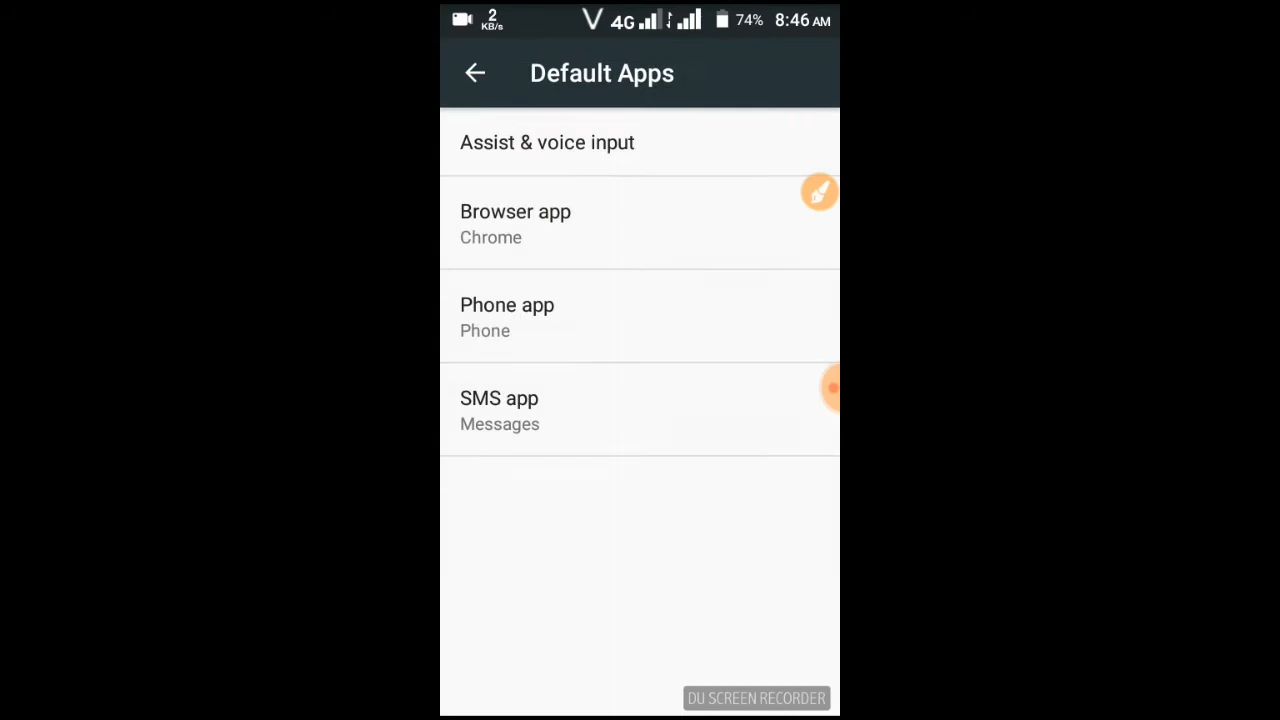 2
KB/s
V 4G 74% 8:46 AM
Default Apps
Assist & voice input
Browser app
Chrome
Phone app
Phone
SMS app
Messages
DU SCREEN RECORDER